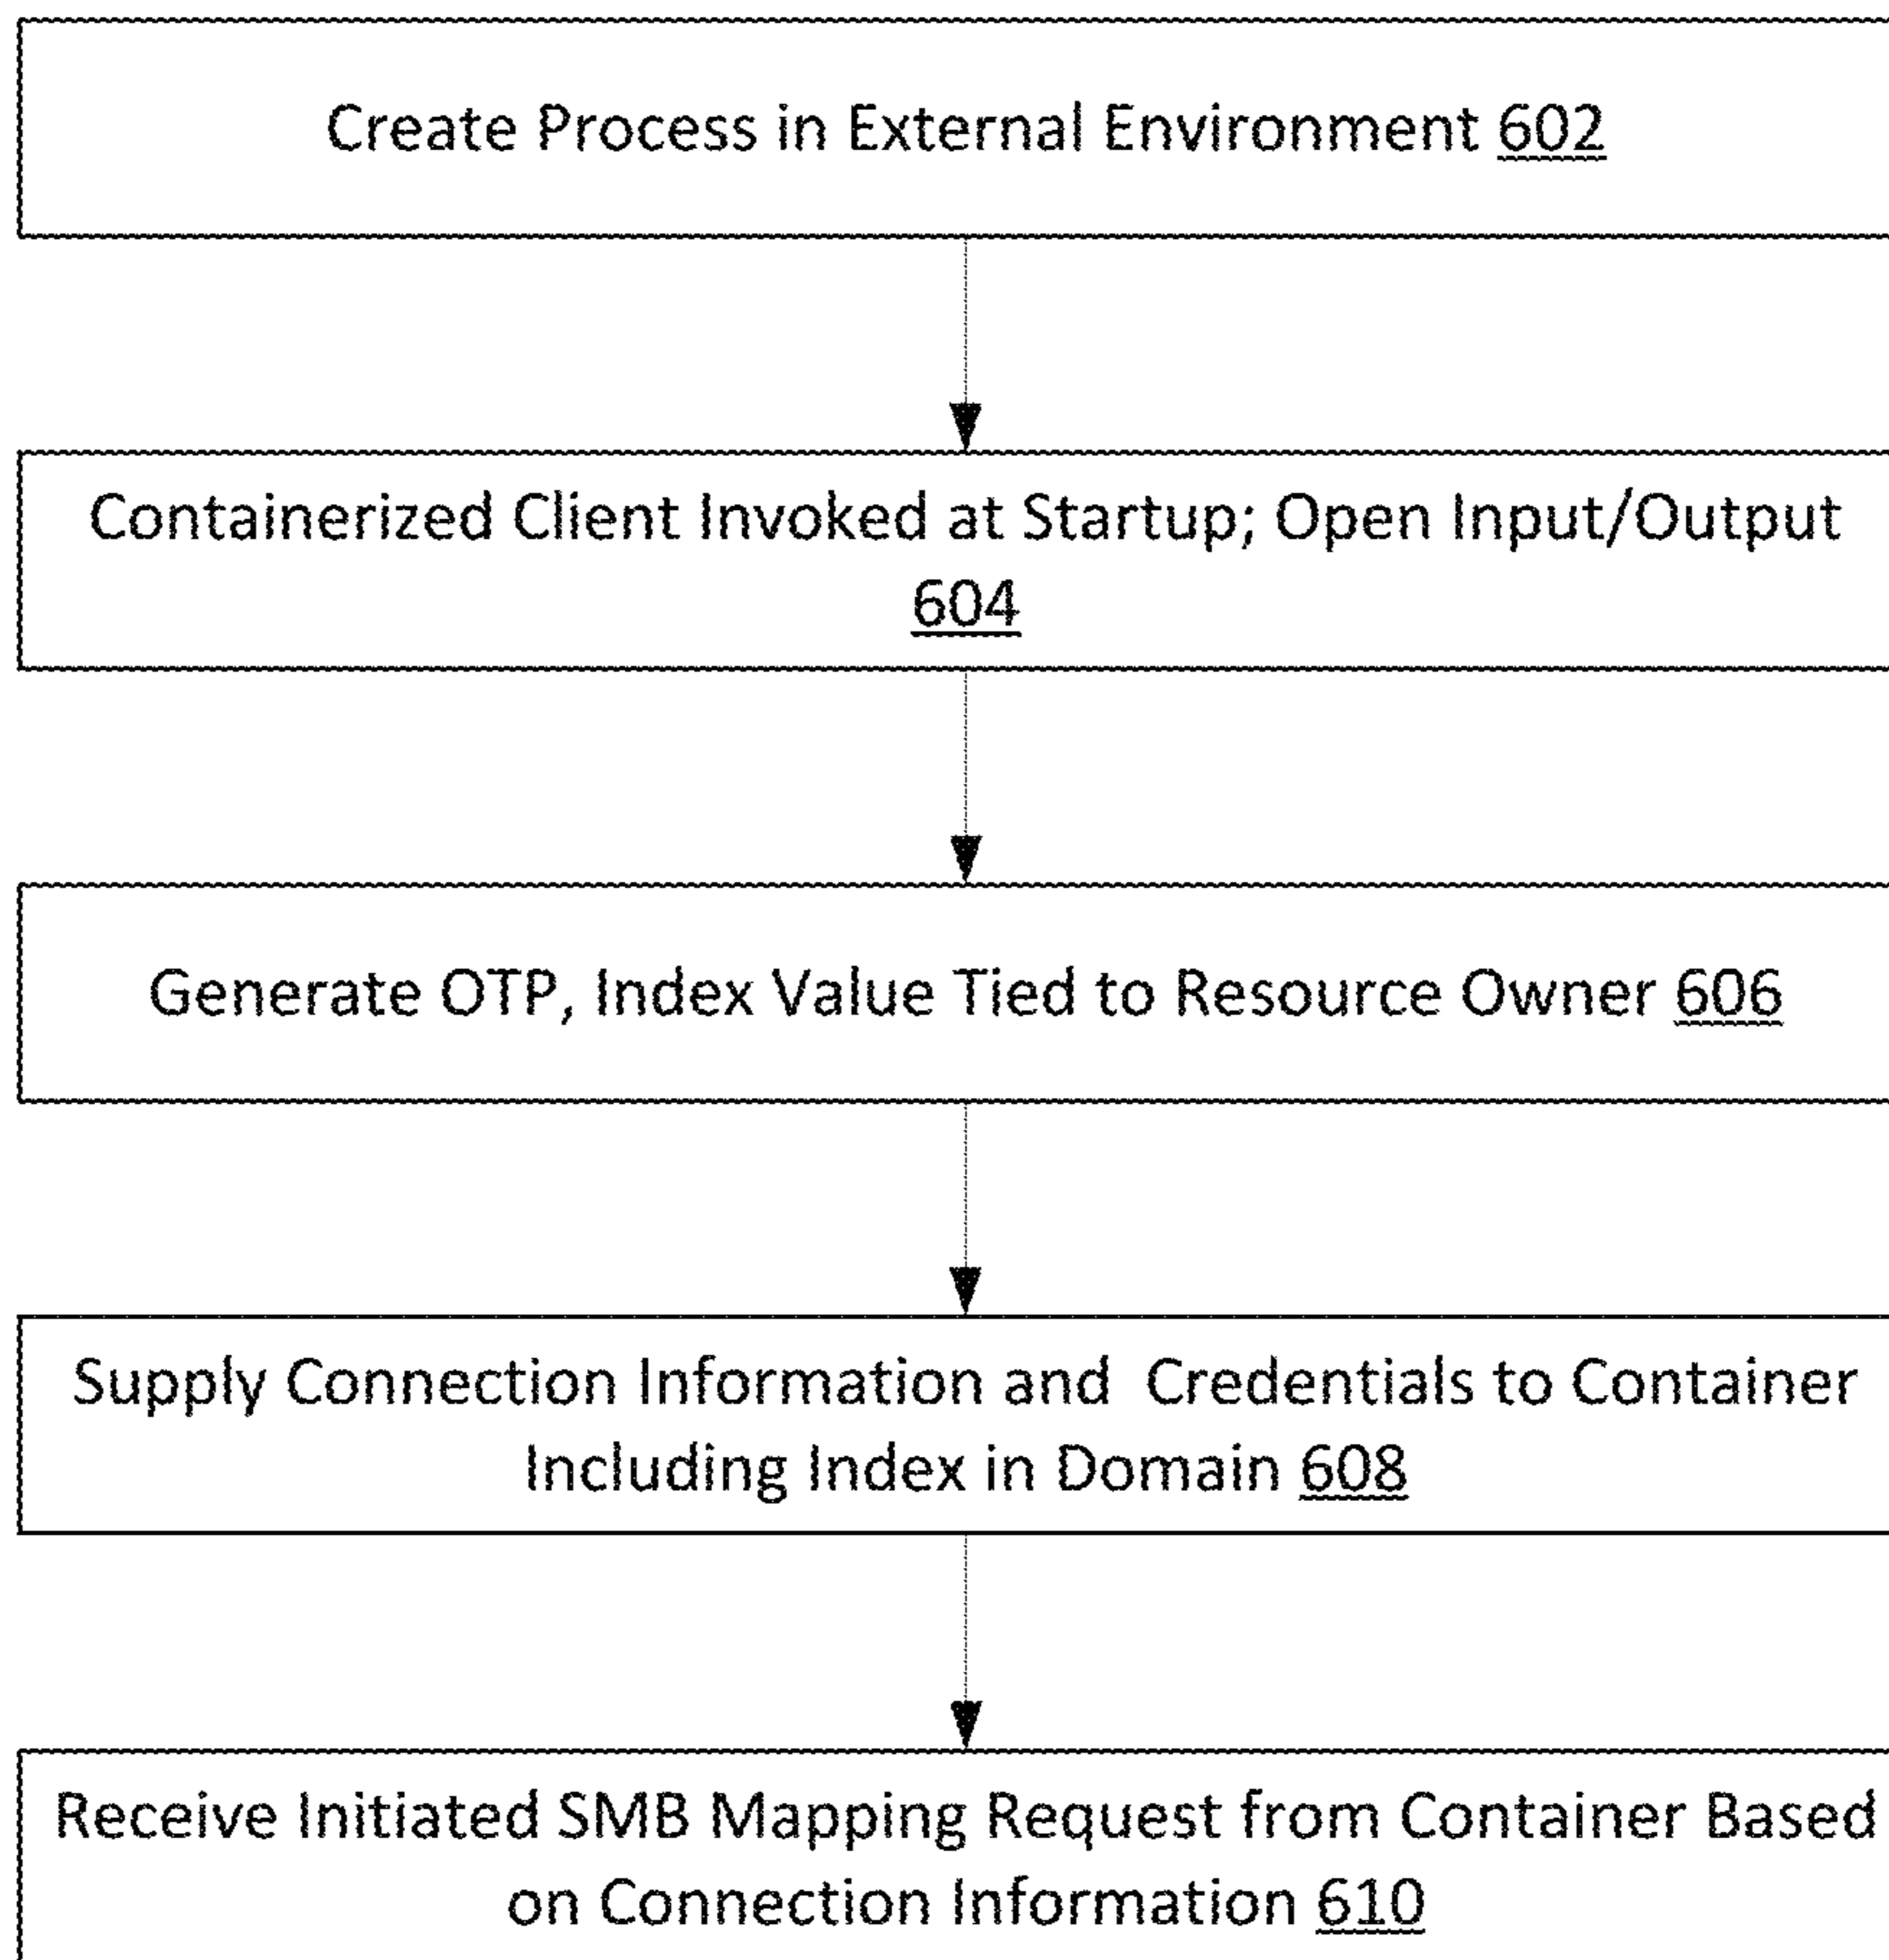 Create Process in External Environment 602
Containerized Client Invoked at Startup; Open Input/Output
604
Generate OTP, Index Value Tied to Resource Owner 606
Supply Connection Information and  Credentials to Container
Including Index in Domain 608
Receive Initiated SMB Mapping Request from Container Based
on Connection Information 610